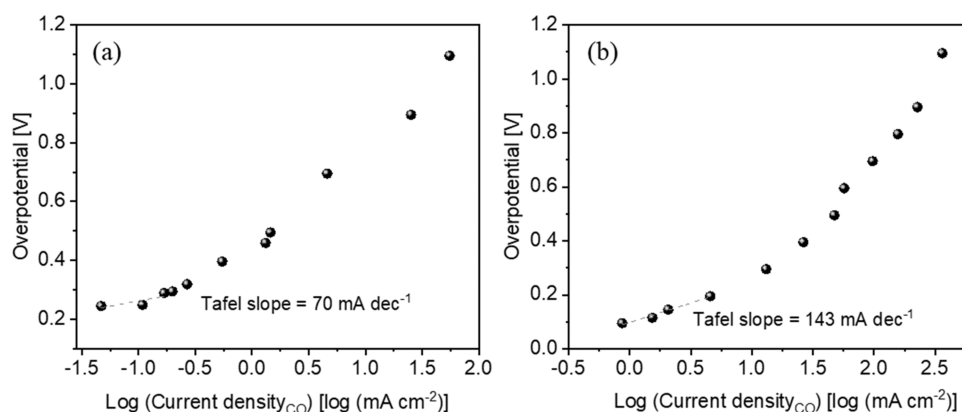 (a)
Overpotential [V]
1.2
1.0
0.8
0.6
0.4
0.2
Tafel slope = 70 mA dec⁻¹
-1.5 -1.0 -0.5 0.0 0.5 1.0 1.5 2.0
Log (Current density_CO) [log (mA cm⁻²]
(b)
Overpotential [V]
1.2
1.0
0.8
0.6
0.4
0.2
0.0
Tafel slope = 143 mA dec⁻¹
-0.5 0.0 0.5 1.0 1.5 2.0 2.5
Log (Current density_CO) [log (mA cm⁻²]